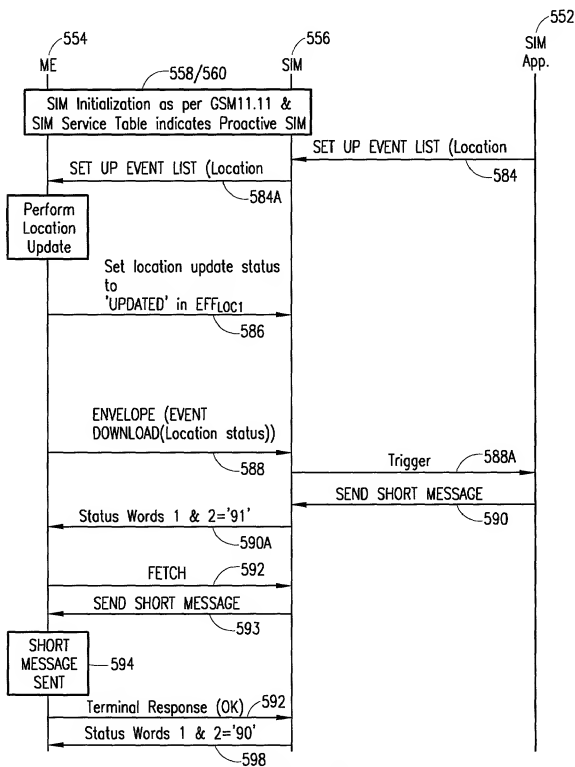 554
ME
556
SIM
552
SIM
App.
558/560
SIM Initialization as per GSM11.11 &
SIM Service Table indicates Proactive SIM
SET UP EVENT LIST (Location
584
SET UP EVENT LIST (Location
584A
Perform
Location
Update
Set location update status
to
'UPDATED' in EFFLOC1
586
ENVELOPE (EVENT
DOWNLOAD(Location status))
588
Trigger
588A
SEND SHORT MESSAGE
590
Status Words 1 & 2='91'
590A
FETCH
592
SEND SHORT MESSAGE
593
SHORT
MESSAGE
SENT
594
Terminal Response (OK)
592
Status Words 1 & 2='90'
598